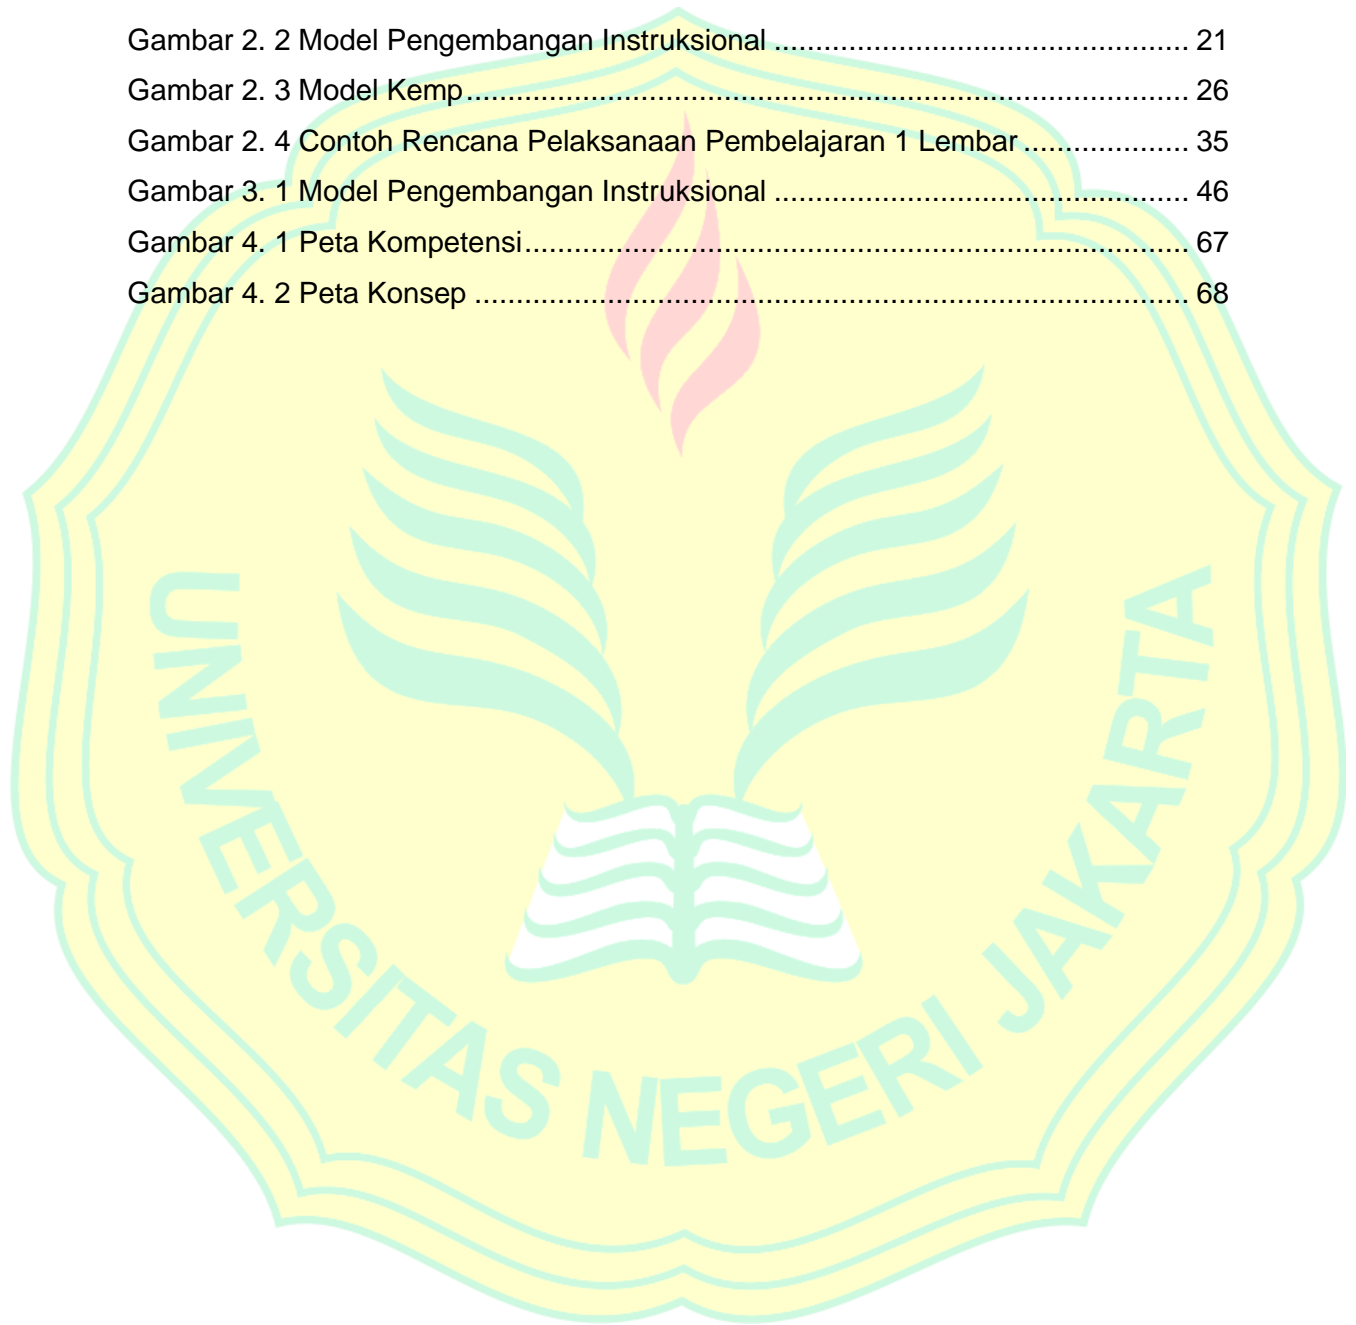 Gambar 2. 2 Model Pengembangan Instruksional .................................................. 21
Gambar 2. 3 Model Kemp........................................................................................ 26
Gambar 2. 4 Contoh Rencana Pelaksanaan Pembelajaran 1 Lembar .................... 35
Gambar 3. 1 Model Pengembangan Instruksional .................................................. 46
Gambar 4. 1 Peta Kompetensi................................................................................. 67
Gambar 4. 2 Peta Konsep ....................................................................................... 68
UNIVERSITAS NEGERI JAKARTA